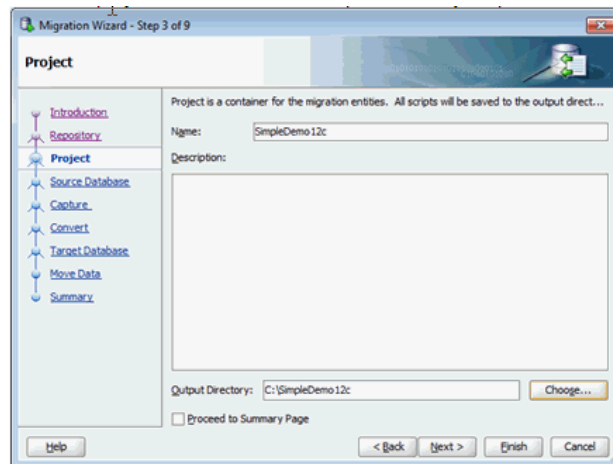 Migration Wizard - Step 3 of 9
Project
Introduction
Repository
Project
Source Database
Capture
Convert
Target Database
Move Data
Summary
Project is a container for the migration entities. All scripts will be saved to the output direct...
Name: SimpleDemo12c
Description:
Output Directory: C:\SimpleDemo12c Choose...
Proceed to Summary Page
Help < Back Next > Finish Cancel